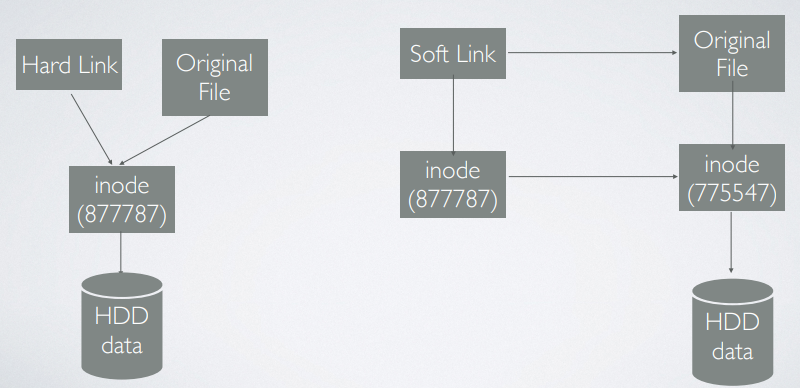 Hard Link
Original
File
inode
(877787)
HDD
data
Soft Link
Original
File
inode
(877787)
inode
(775547)
HDD
data